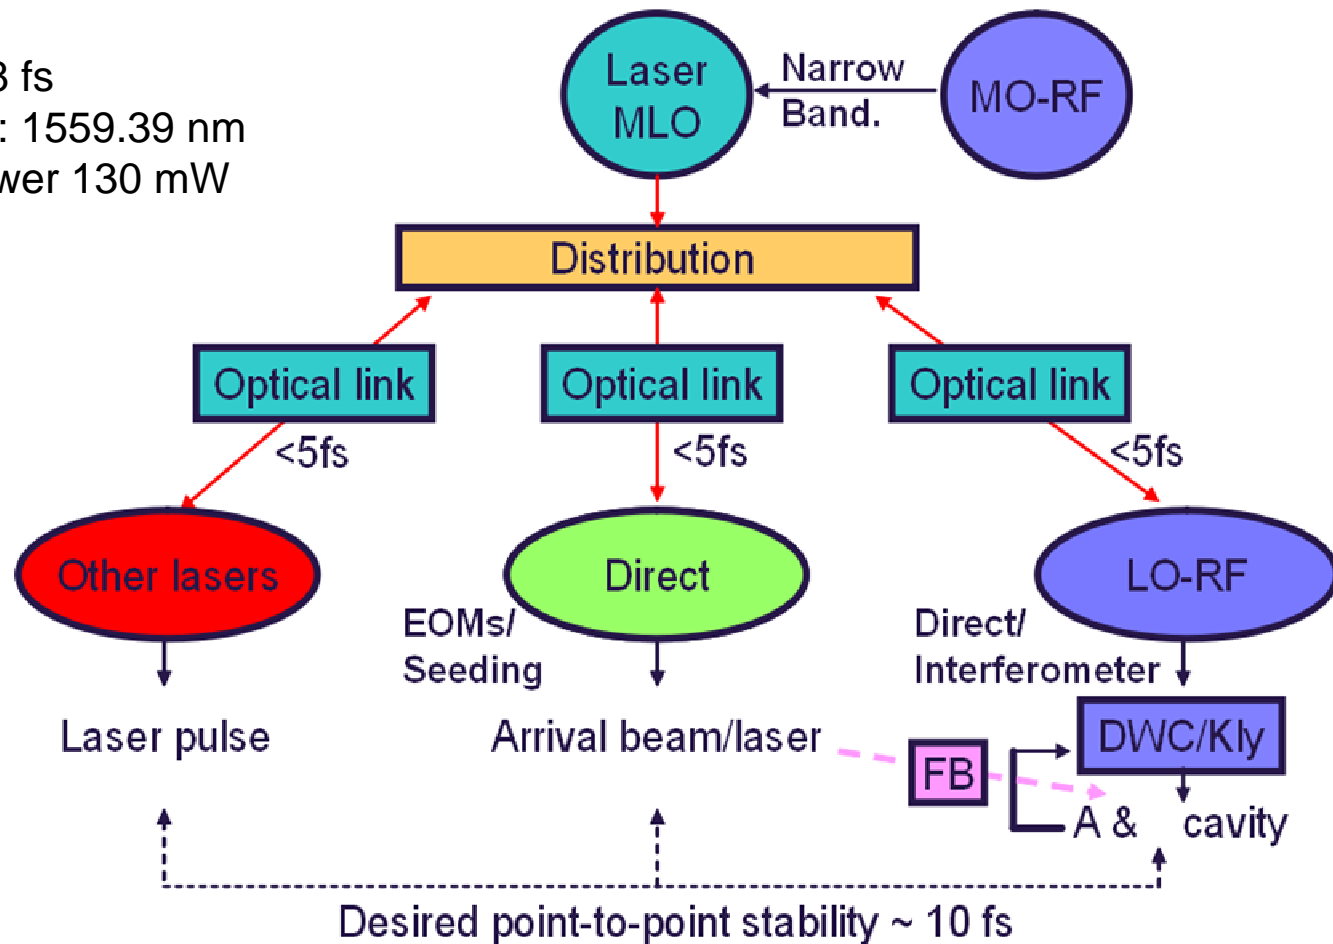 3 fs
: 1559.39 nm
wer 130 mW
Laser
MLO
Narrow
Band.
MO-RF
Distribution
Optical link
Optical link
Optical link
<5fs
<5fs
<5fs
Other lasers
Direct
LO-RF
EOMs/
Seeding
Direct/
Interferometer
Laser pulse
Arrival beam/laser
DWC/Kly
FB
A & cavity
Desired point-to-point stability ~ 10 fs